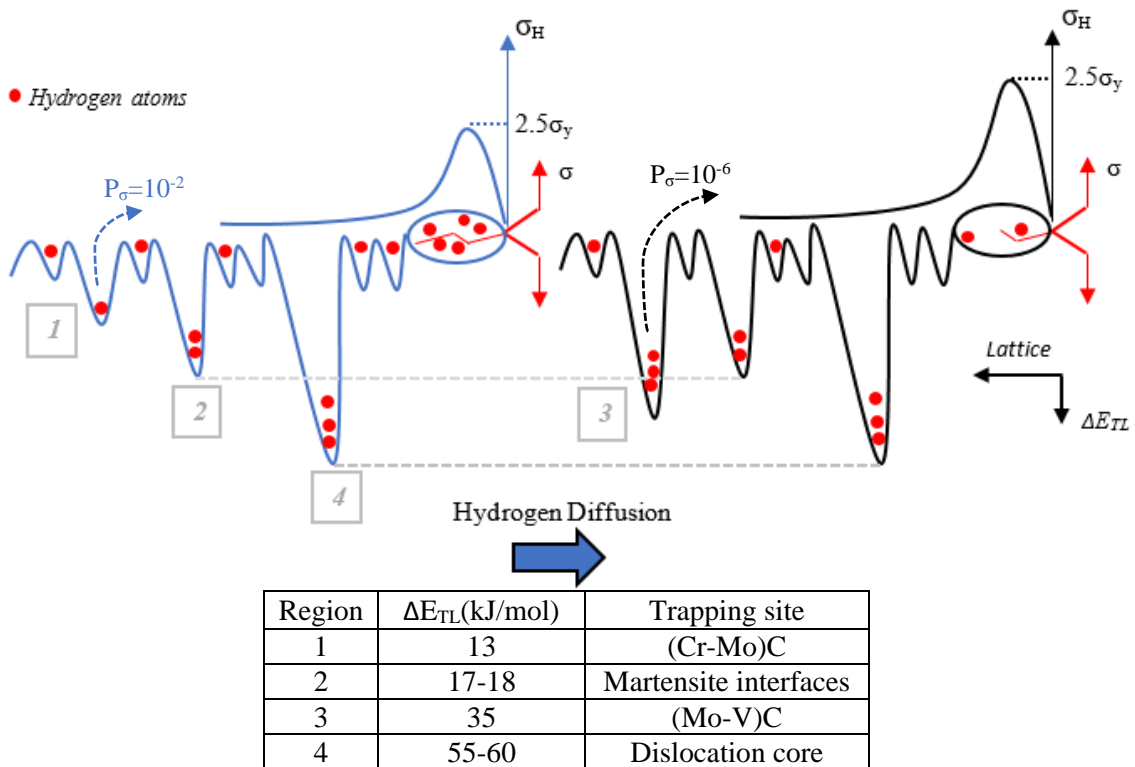 σH
σH
2.5σy
Hydrogen atoms
2.5σy
σ
σ
Pσ=10-2
Pσ=10-6
1
Lattice
2
3
ΔETL
4
Hydrogen Diffusion
Region ΔETL(kJ/mol) Trapping site
1 13 (Cr-Mo)C
2 17-18 Martensite interfaces
3 35 (Mo-V)C
4 55-60 Dislocation core